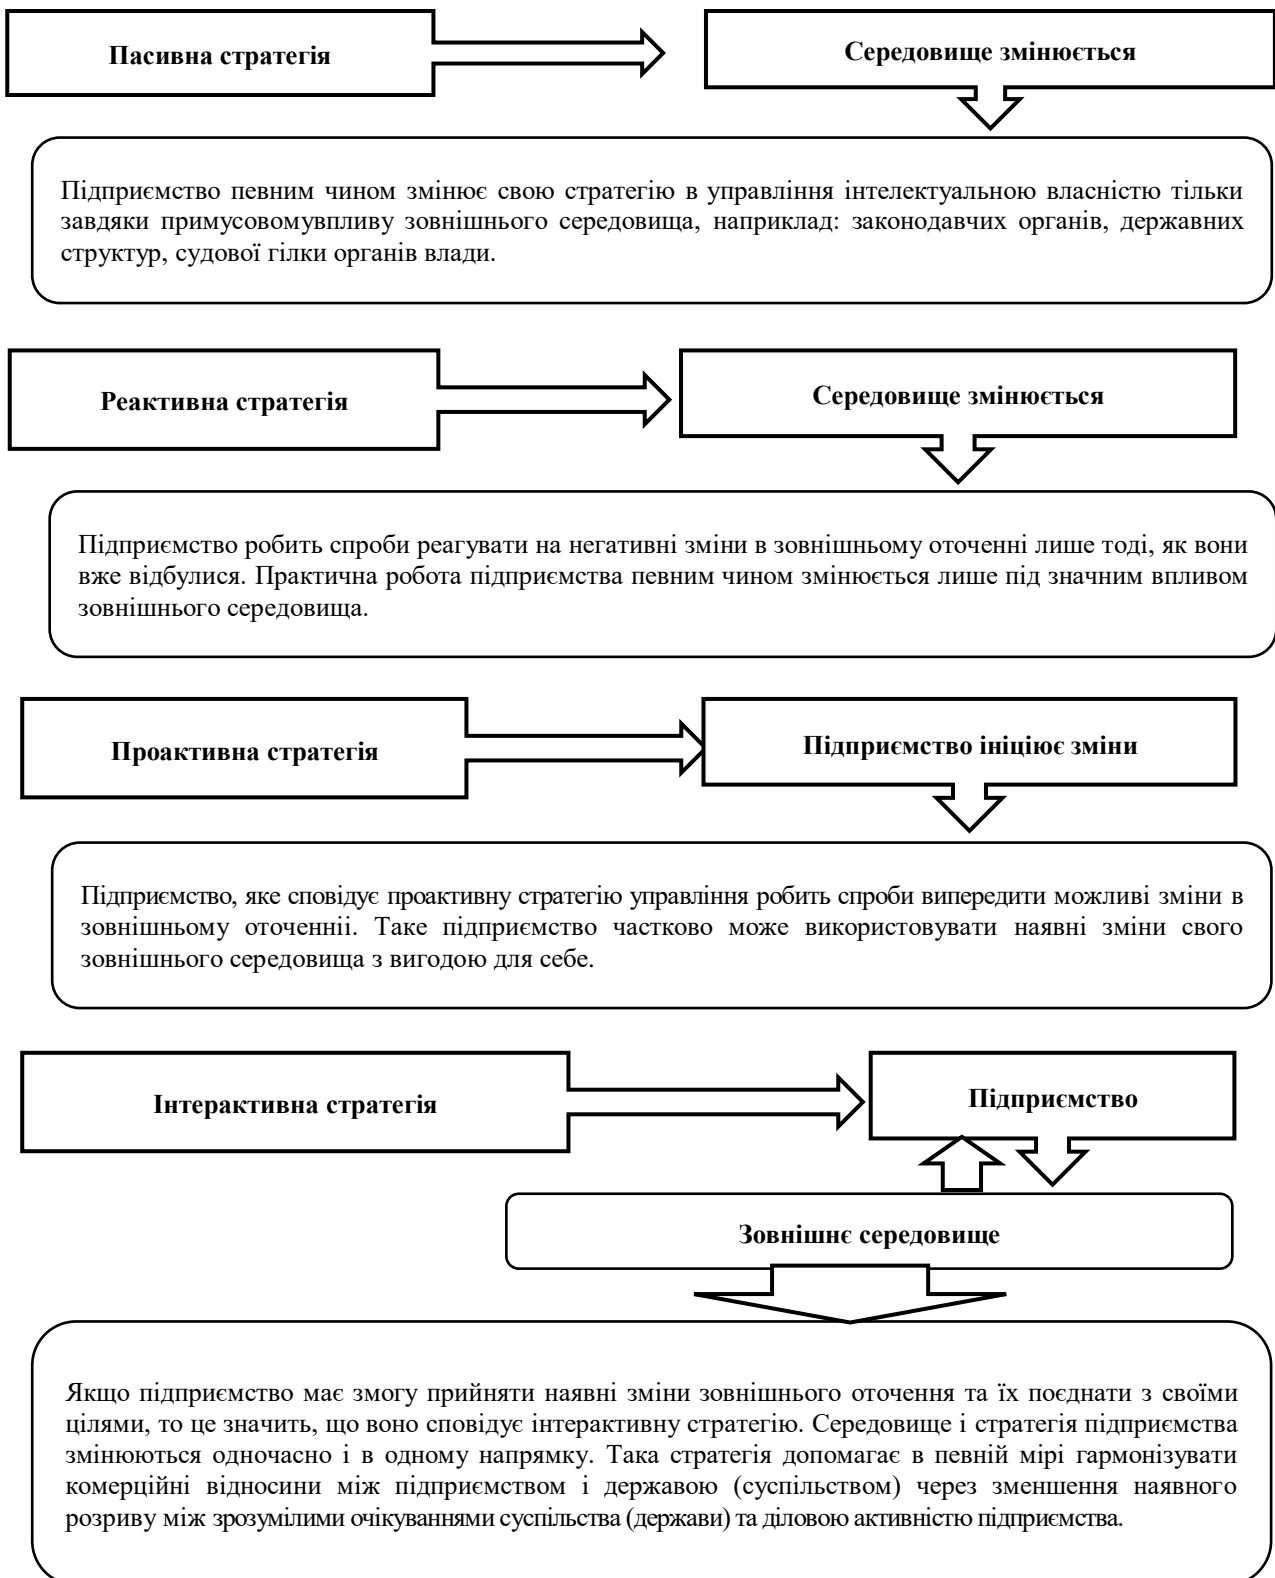 Пасивна стратегія
Середовище змінюється
Підприємство певним чином змінює свою стратегію в управління інтелектуальною власністю тільки
завдяки примусовомувпливу зовнішнього середовища, наприклад: законодавчих органів, державних
структур, судової гілки органів влади.
Реактивна стратегія
Середовище змінюється
Підприємство робить спроби реагувати на негативні зміни в зовнішньому оточенні лише тоді, як вони
вже відбулися. Практична робота підприємства певним чином змінюється лише під значним впливом
зовнішнього середовища.
Проактивна стратегія
Підприємство ініціює зміни
Підприємство, яке сповідує проактивну стратегію управління робить спроби випередити можливі зміни в
зовнішньому оточенніі. Таке підприємство частково може використовувати наявні зміни свого
зовнішнього середовища з вигодою для себе.
Інтерактивна стратегія
Підприємство
Зовнішнє середовище
Якщо підприємство має змогу прийняти наявні зміни зовнішнього оточення та їх поєднати з своїми
цілями, то це значить, що воно сповідує інтерактивну стратегію. Середовище і стратегія підприємства
змінюються одночасно і в одному напрямку. Така стратегія допомагає в певній мірі гармонізувати
комерційні відносини між підприємством і державою (суспільством) через зменшення наявного
розриву між зрозумілими очікуваннями суспільства (держави) та діловою активністю підприємства.